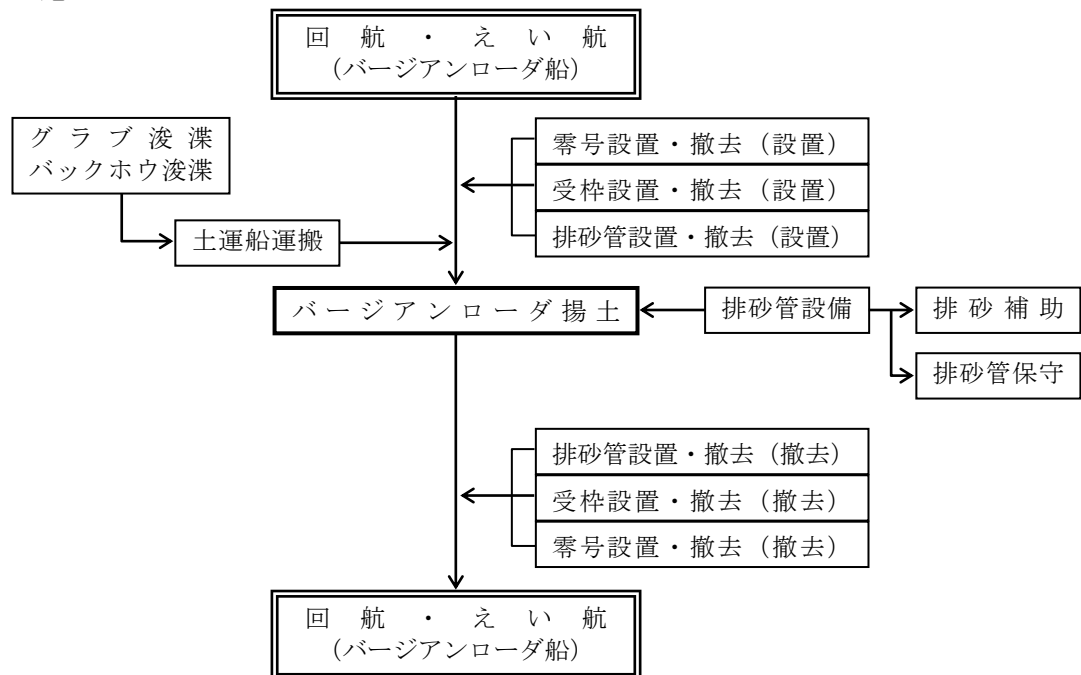 回航・えい航
(バージアンローダ船)
グラブ浚渫
バックホウ浚渫
零号設置・撤去（設置）
受枠設置・撤去（設置）
排砂管設置・撤去（設置）
土運船運搬
バージアンローダ揚土
排砂管設備
排砂補助
排砂管保守
排砂管設置・撤去（撤去）
受枠設置・撤去（撤去）
零号設置・撤去（撤去）
回航・えい航
(バージアンローダ船)